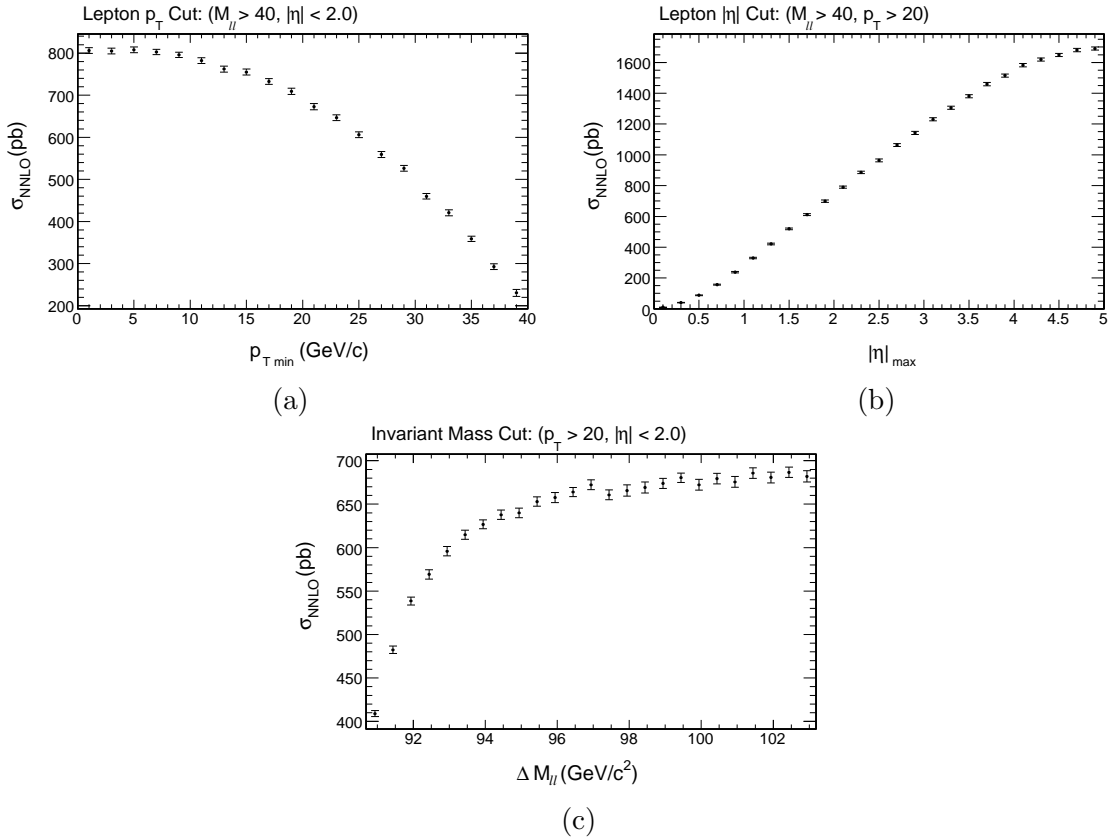 Lepton p_T Cut: (M_ll > 40, |η| < 2.0)
σ_NNLO (pb)
800
700
600
500
400
300
200
0 5 10 15 20 25 30 35 40
p_T min (GeV/c)
(a)
Lepton |η| Cut: (M_ll > 40, p_T > 20)
σ_NNLO (pb)
1600
1400
1200
1000
800
600
400
200
0
0 0.5 1 1.5 2 2.5 3 3.5 4 4.5 5
|η|_max
(b)
Invariant Mass Cut: (p_T > 20, |η| < 2.0)
σ_NNLO (pb)
700
650
600
550
500
450
400
92 94 96 98 100 102
Δ M_ll (GeV/c²)
(c)